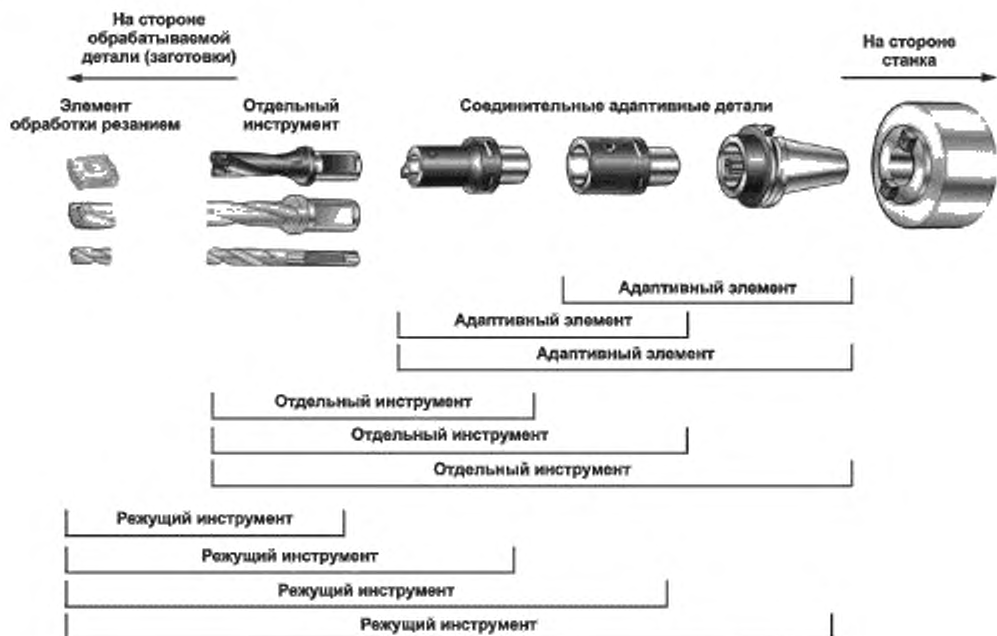 На стороне
обрабатываемой
детали (заготовки)
На стороне
станка
Элемент
обработки резанием
Отдельный
инструмент
Соединительные адаптивные детали
Адаптивный элемент
Адаптивный элемент
Адаптивный элемент
Отдельный инструмент
Отдельный инструмент
Отдельный инструмент
Режущий инструмент
Режущий инструмент
Режущий инструмент
Режущий инструмент